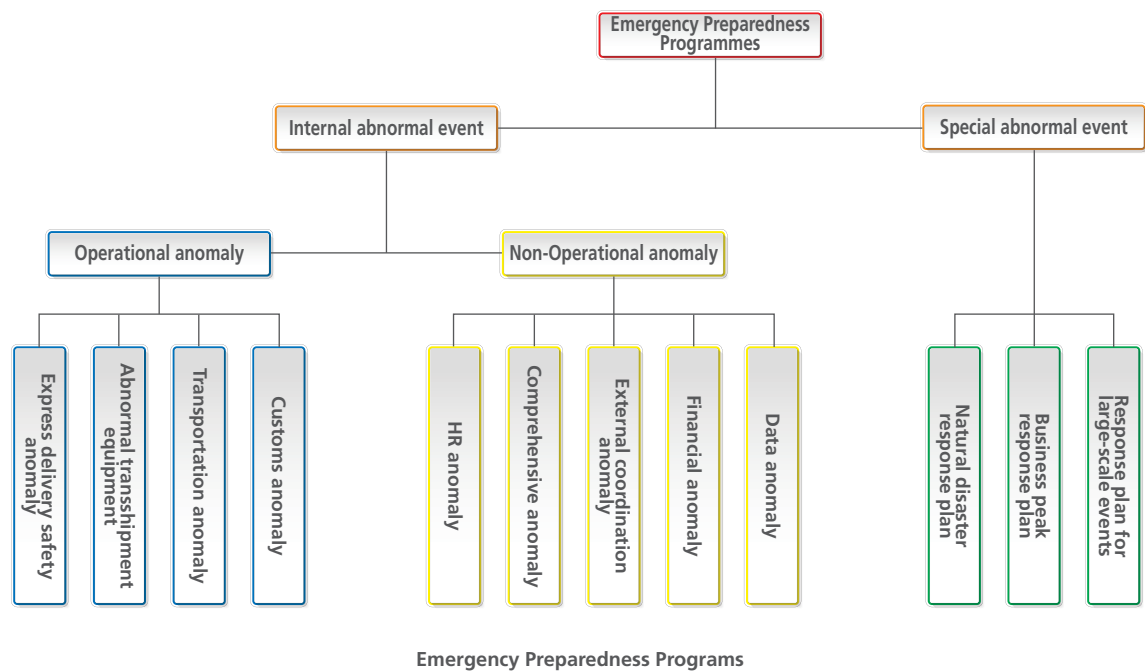 Emergency Preparedness
Programmes
Internal abnormal event
Special abnormal event
Operational anomaly
Non-Operational anomaly
Express delivery safety
anomaly
Abnormal transshipment
equipment
Transportation anomaly
Customs anomaly
HR anomaly
Comprehensive anomaly
External coordination
anomaly
Financial anomaly
Data anomaly
Natural disaster
response plan
Business peak
response plan
Response plan for
large-scale events
Emergency Preparedness Programs